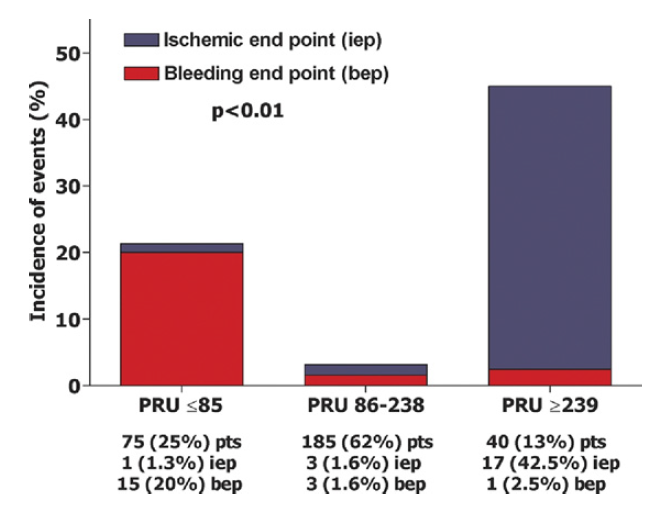 Ischemic end point (iep)
Bleeding end point (bep)
p<0.01
Incidence of events (%)
50
40
30
20
10
0
PRU ≤85 PRU 86-238 PRU ≥239
75 (25%) pts 185 (62%) pts 40 (13%) pts
1 (1.3%) iep 3 (1.6%) iep 17 (42.5%) iep
15 (20%) bep 3 (1.6%) bep 1 (2.5%) bep